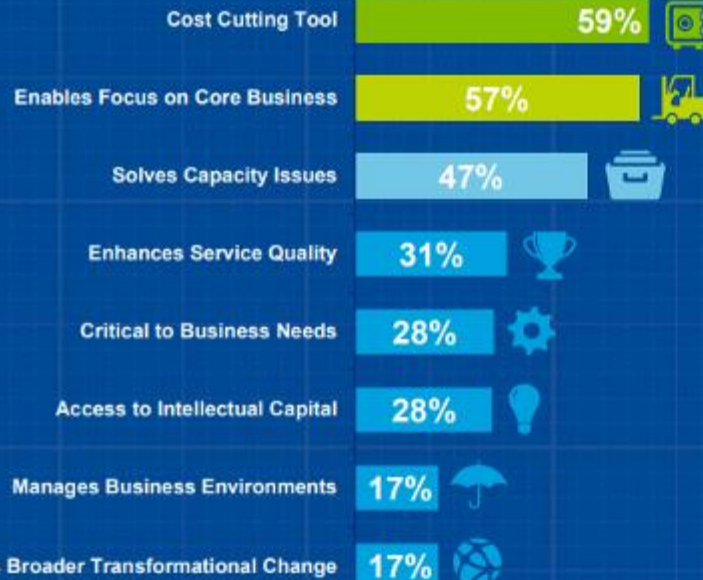 Cost Cutting Tool 59%
Enables Focus on Core Business 57%
Solves Capacity Issues 47%
Enhances Service Quality 31%
Critical to Business Needs 28%
Access to Intellectual Capital 28%
Manages Business Environments 17%
Broader Transformational Change 17%